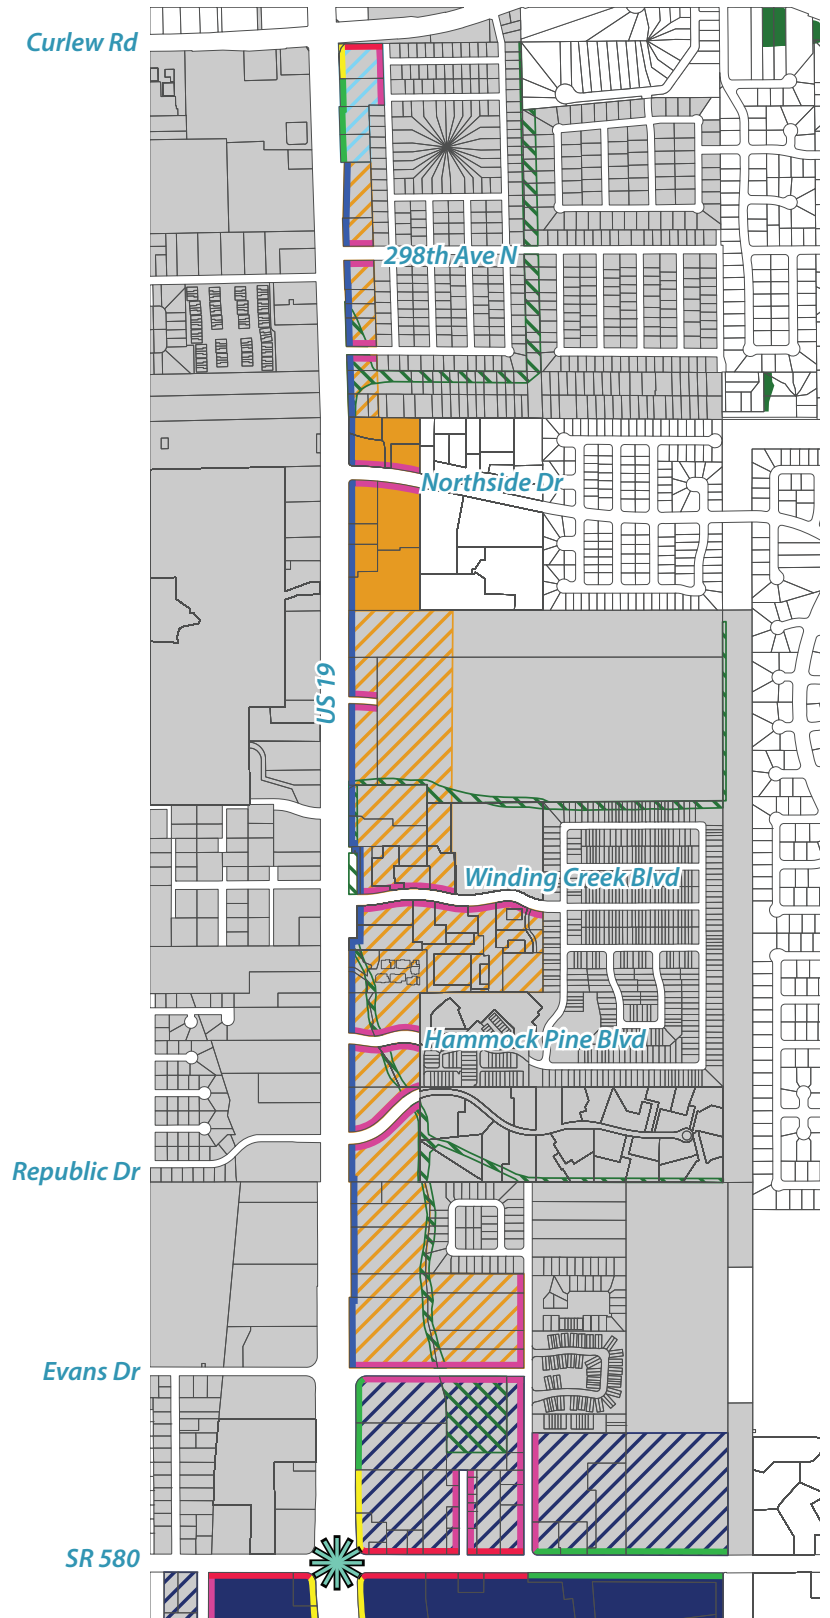 Curlew Rd
298th Ave N
Northside Dr
US 19
Winding Creek Blvd
Hammock Pine Blvd
Republic Dr
Evans Dr
SR 580